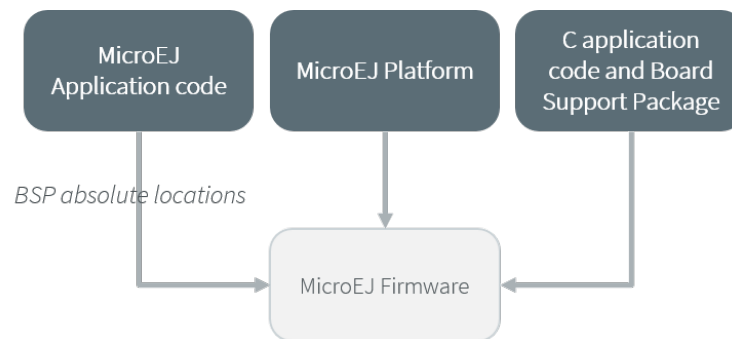 MicroEJ
Application code
MicroEJ Platform
C application
code and Board
Support Package
BSP absolute locations
MicroEJ Firmware